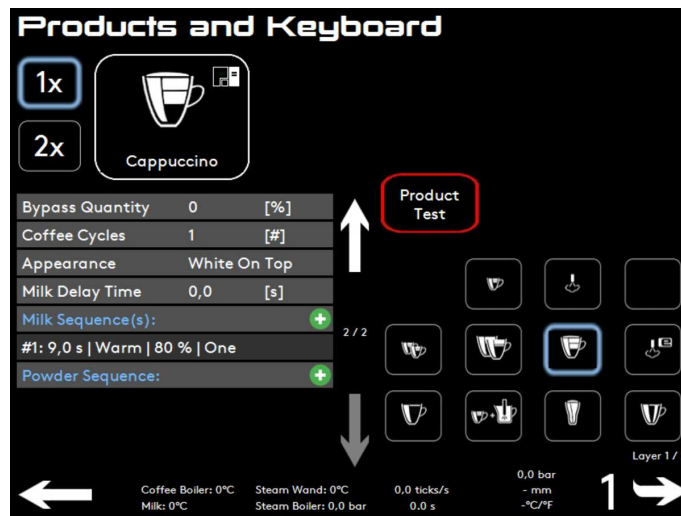 Products and Keyboard
1x
2x
Cappuccino
Product
Test
Bypass Quantity 0 [%]
Coffee Cycles 1 [#]
Appearance White On Top
Milk Delay Time 0,0 [s]
Milk Sequence(s):
#1: 9,0 s | Warm | 80 % | One
Powder Sequence:
2 / 2
Layer 1 /
Coffee Boiler: 0°C Steam Wand: 0°C 0,0 ticks/s 0,0 bar
Milk: 0°C Steam Boiler: 0,0 bar 0.0 s - mm
-°C/°F
1